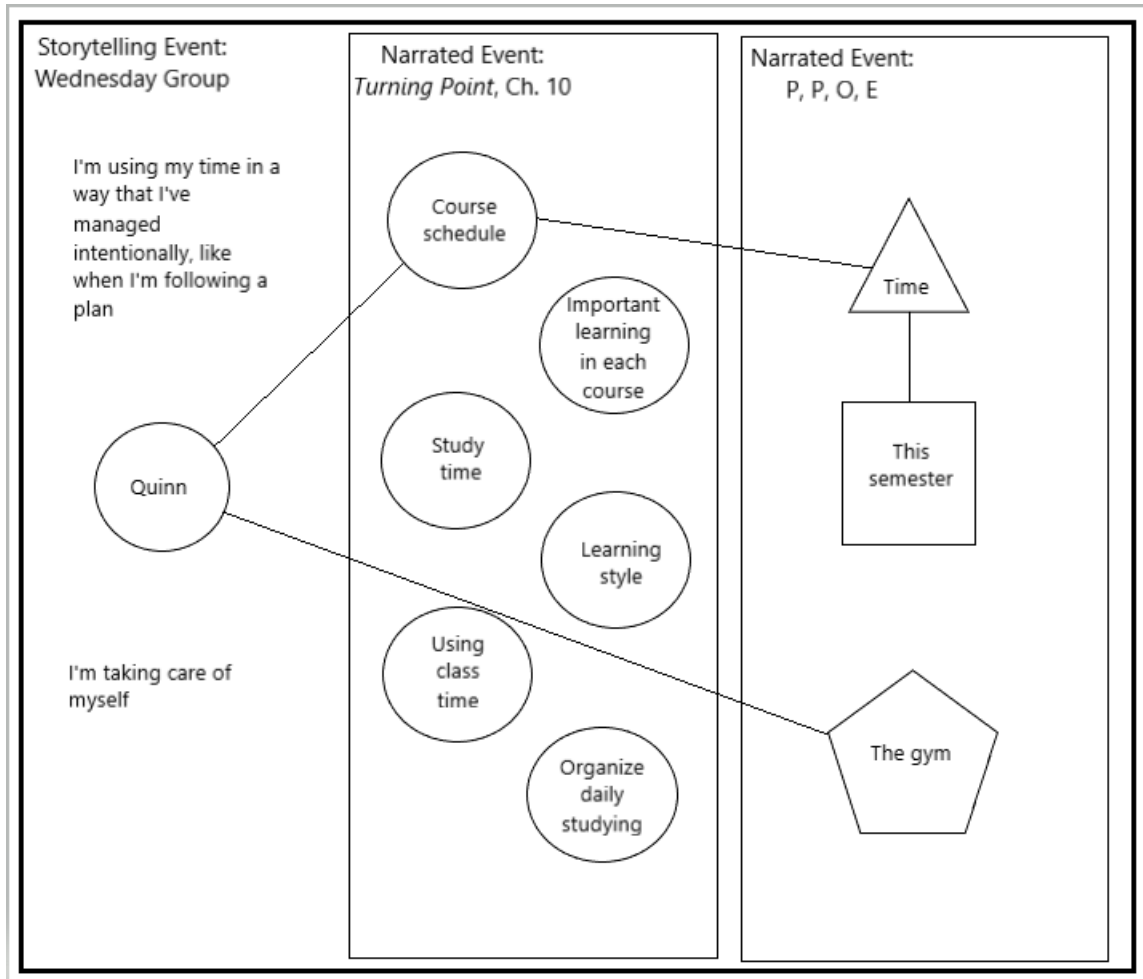 Storytelling Event:
Wednesday Group
I'm using my time in a
way that I've
managed
intentionally, like
when I'm following a
plan
Quinn
I'm taking care of
myself
Narrated Event:
Turning Point, Ch. 10
Course
schedule
Important
learning
in each
course
Study
time
Learning
style
Using
class
time
Organize
daily
studying
Narrated Event:
P, P, O, E
Time
This
semester
The gym